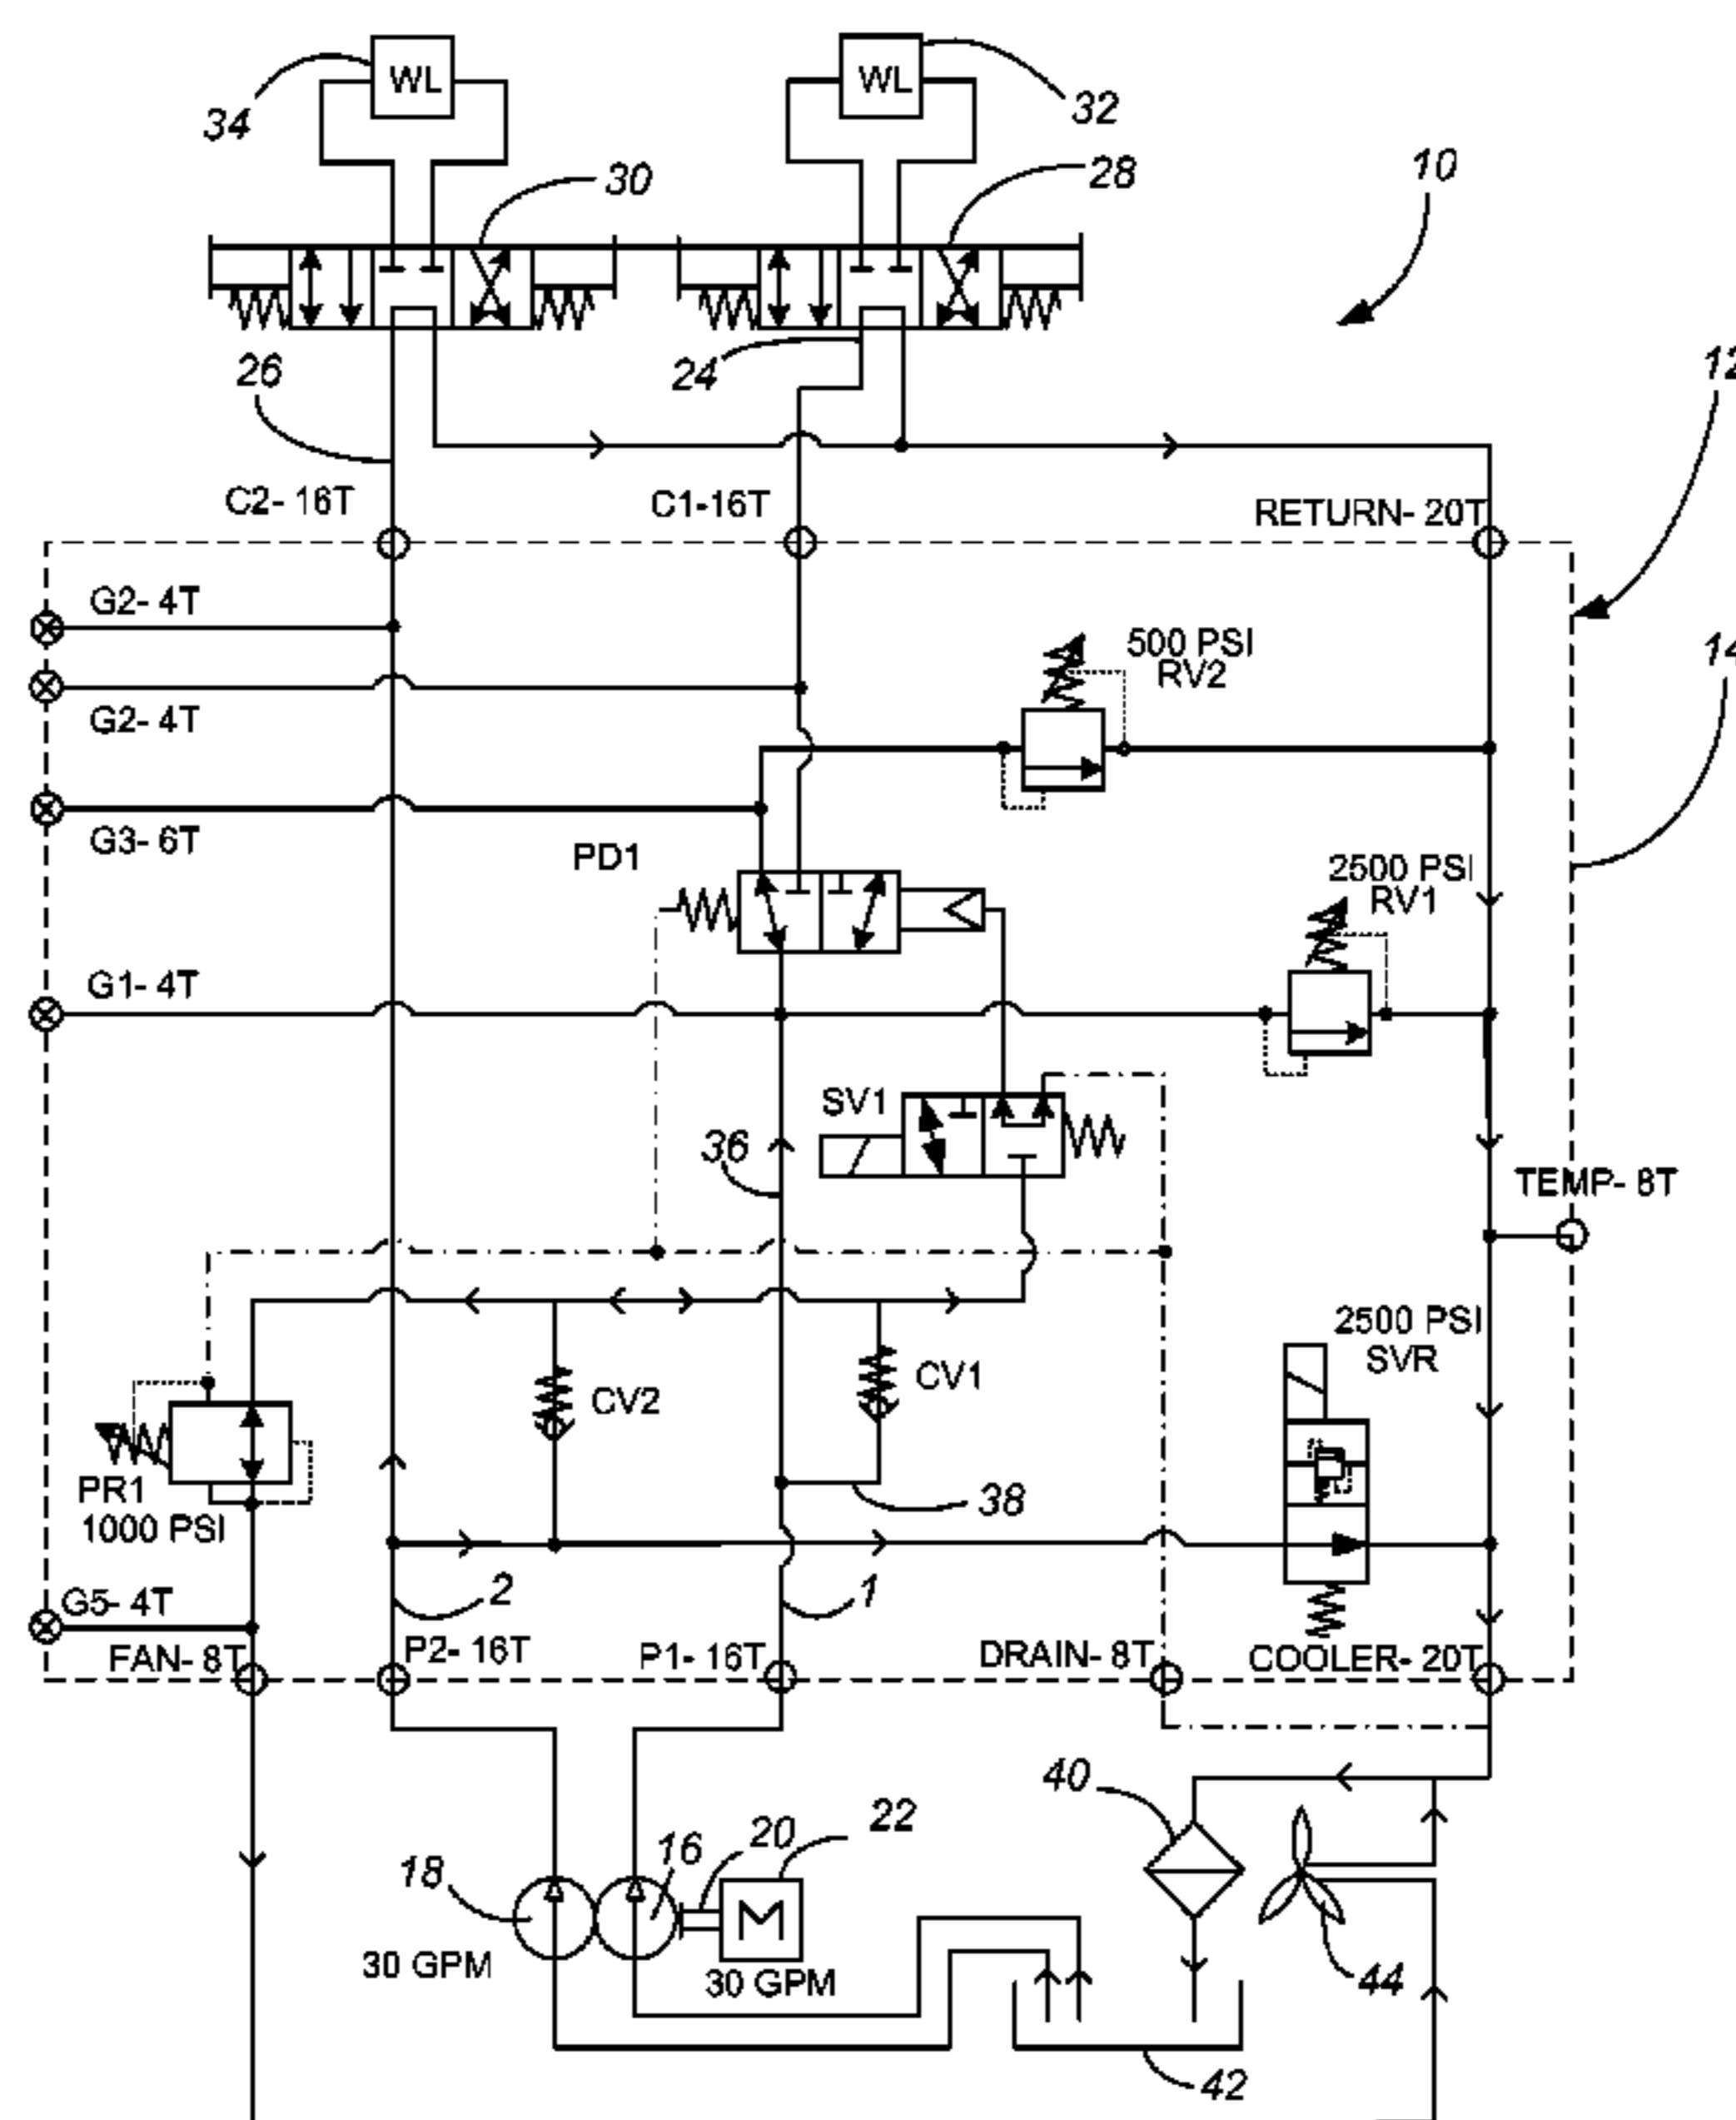 WL
WL
34
32
30
28
10
26
24
C2- 16T
C1-16T
RETURN- 20T
G2- 4T
500 PSI
RV2
G2- 4T
G3- 6T
PD1
2500 PSI
RV1
G1- 4T
SV1
36
TEMP- 8T
2500 PSI
SVR
CV2
CV1
PR1
1000 PSI
38
G5- 4T
2
1
FAN- 8T
P2- 16T
P1- 16T
DRAIN- 8T
COOLER- 20T
40
22
20
16
18
M
30 GPM
30 GPM
44
42